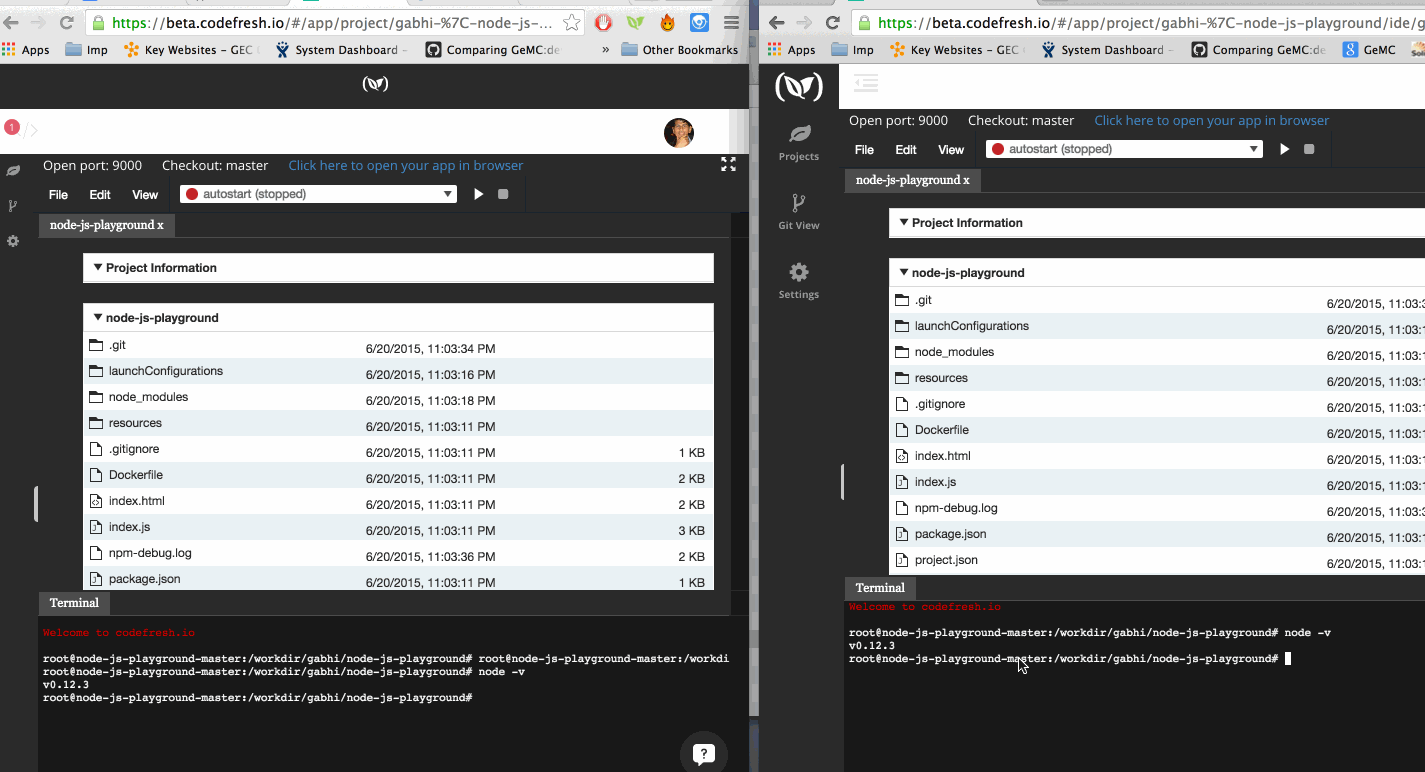 https://beta.codefresh.io/#/app/project/gabhi-%7C-node-js-...
Apps Imp Key Websites - GEC System Dashboard - Comparing GeMC:de » Other Bookmarks
1
Open port: 9000 Checkout: master Click here to open your app in browser
File Edit View autostart (stopped)
node-js-playground x
Project Information
node-js-playground
.git 6/20/2015, 11:03:34 PM
launchConfigurations 6/20/2015, 11:03:16 PM
node_modules 6/20/2015, 11:03:18 PM
resources 6/20/2015, 11:03:11 PM
.gitignore 6/20/2015, 11:03:11 PM 1 KB
Dockerfile 6/20/2015, 11:03:11 PM 2 KB
index.html 6/20/2015, 11:03:11 PM 2 KB
index.js 6/20/2015, 11:03:11 PM 3 KB
npm-debug.log 6/20/2015, 11:03:36 PM 2 KB
package.json 6/20/2015, 11:03:11 PM 1 KB
Terminal
Welcome to codefresh.io
root@node-js-playground-master:/workdir/gabhi/node-js-playground# root@node-js-playground-master:/workdi
root@node-js-playground-master:/workdir/gabhi/node-js-playground# node -v
v0.12.3
root@node-js-playground-master:/workdir/gabhi/node-js-playground#
?
https://beta.codefresh.io/#/app/project/gabhi-%7C-node-js-playground/ide/g
Apps Imp Key Websites - GEC System Dashboard - Comparing GeMC:de GeMC
Projects
Git View
Settings
Open port: 9000 Checkout: master Click here to open your app in browser
File Edit View autostart (stopped)
node-js-playground x
Project Information
node-js-playground
.git 6/20/2015, 11:03:3
launchConfigurations 6/20/2015, 11:03:1
node_modules 6/20/2015, 11:03:1
resources 6/20/2015, 11:03:1
.gitignore 6/20/2015, 11:03:1
Dockerfile 6/20/2015, 11:03:1
index.html 6/20/2015, 11:03:1
index.js 6/20/2015, 11:03:1
npm-debug.log 6/20/2015, 11:03:3
package.json 6/20/2015, 11:03:1
project.json 6/20/2015, 11:03:1
Terminal
Welcome to codefresh.io
root@node-js-playground-master:/workdir/gabhi/node-js-playground# node -v
v0.12.3
root@node-js-playground-master:/workdir/gabhi/node-js-playground#